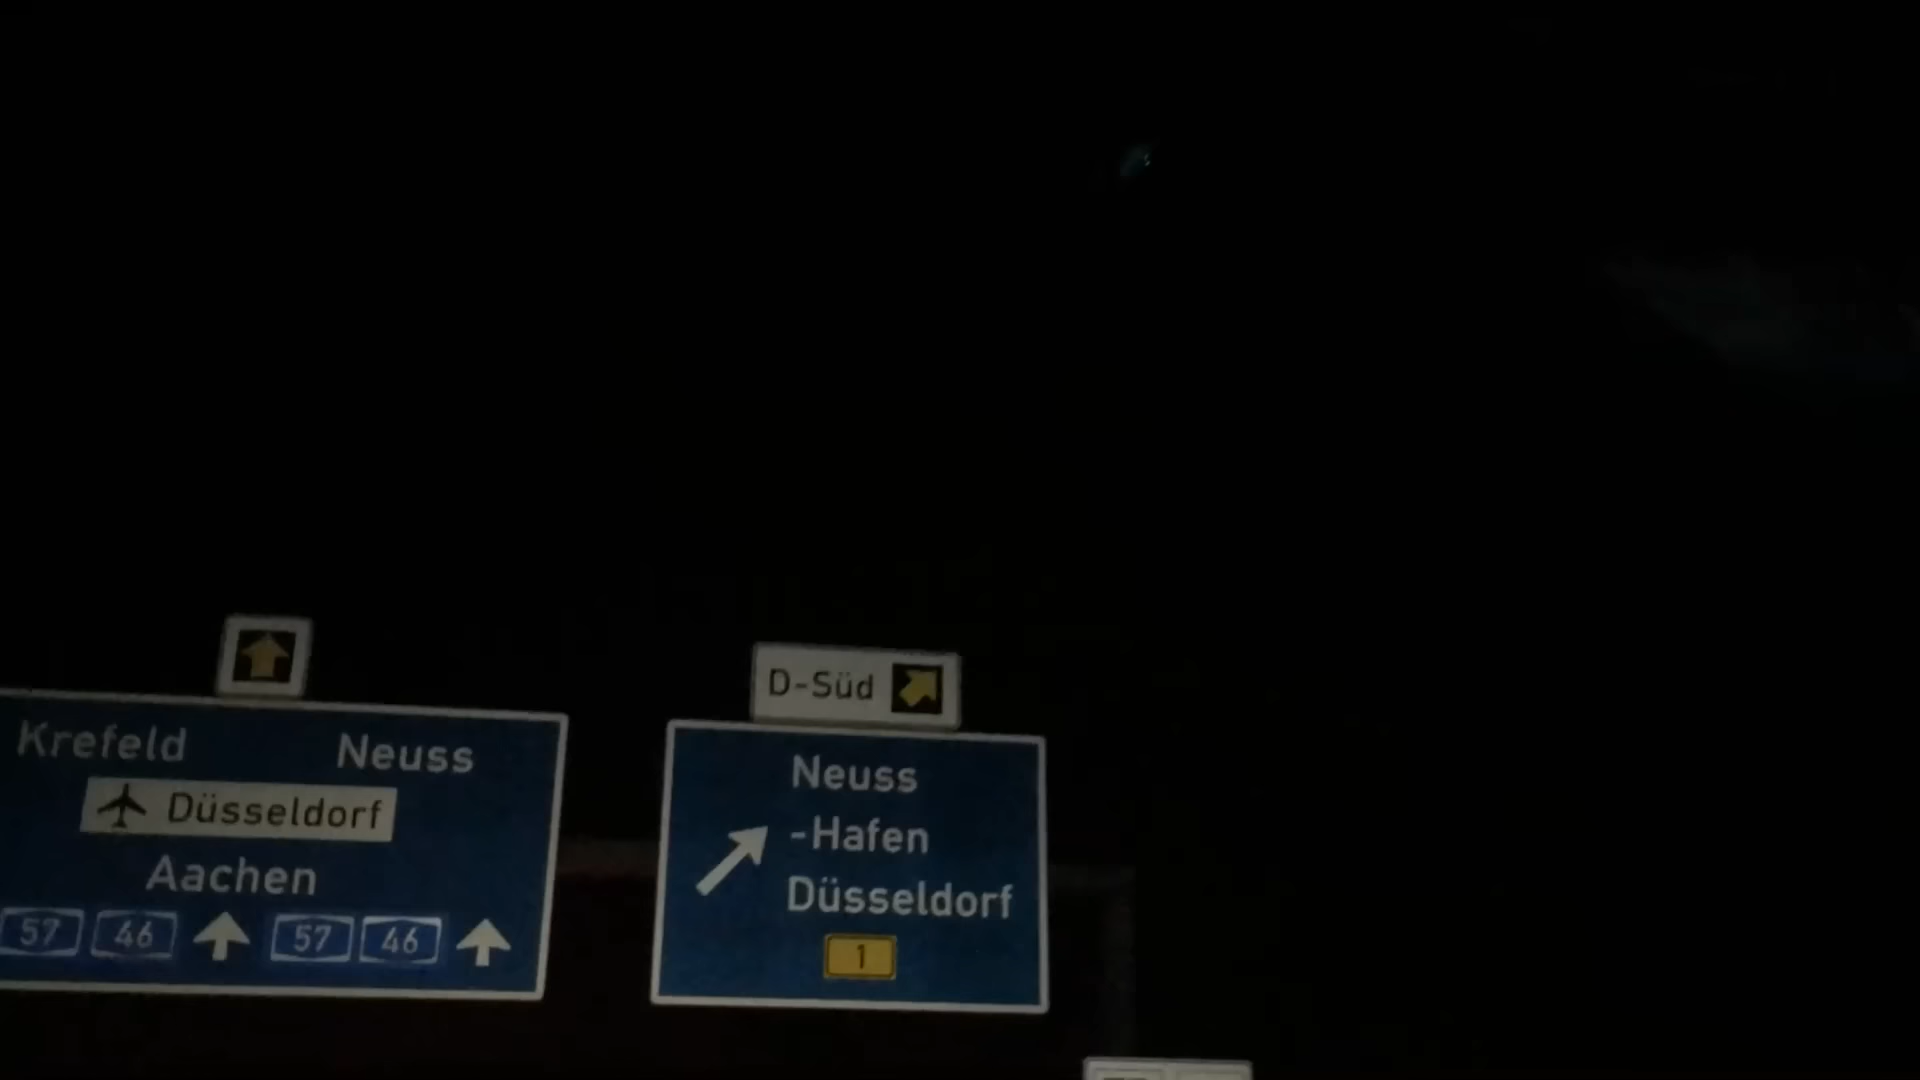 Krefeld Neuss
Düsseldorf
Aachen
57 46 57 46
D-Süd
Neuss
-Hafen
Düsseldorf
1